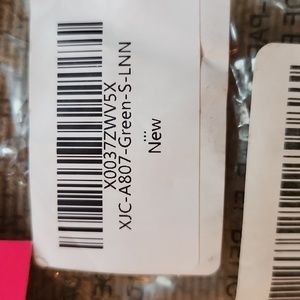 X0037ZWV5X
XJC-A807-Green-S-LNN
...
New